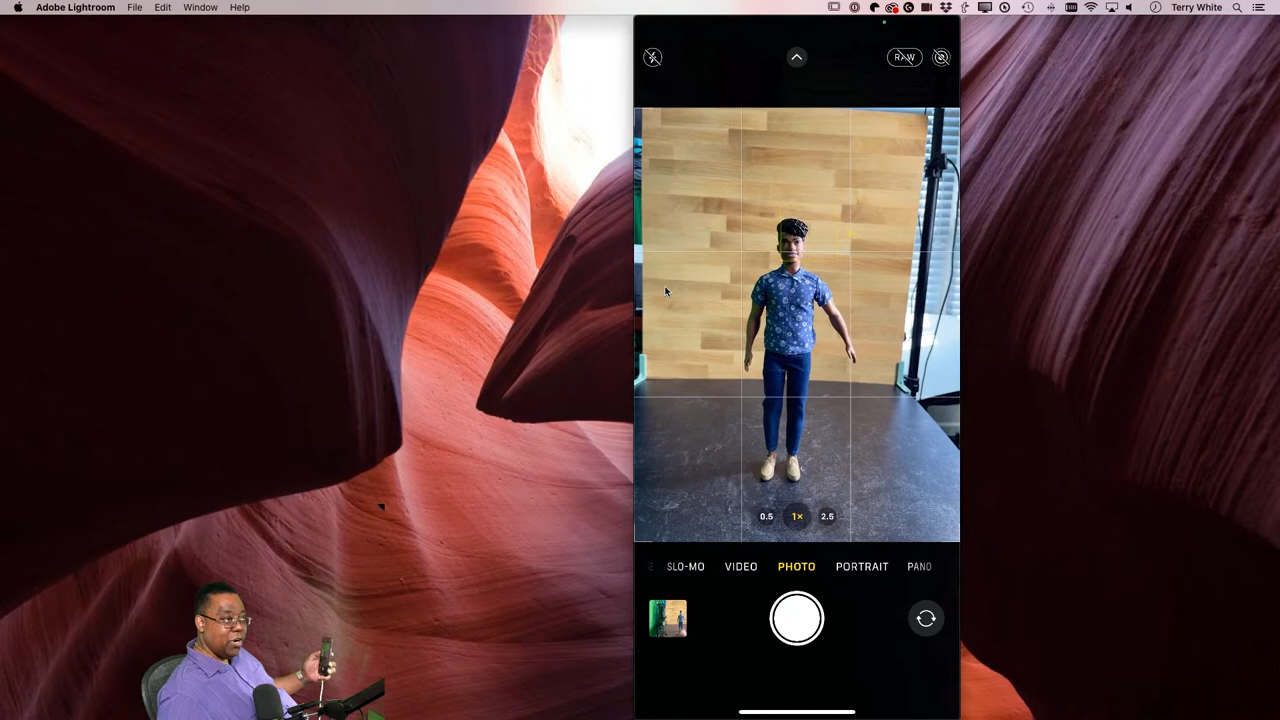 Adobe Lightroom File Edit Window Help Terry White
RAW
0.5 1× 2.5
SLO-MO VIDEO PHOTO PORTRAIT PANO